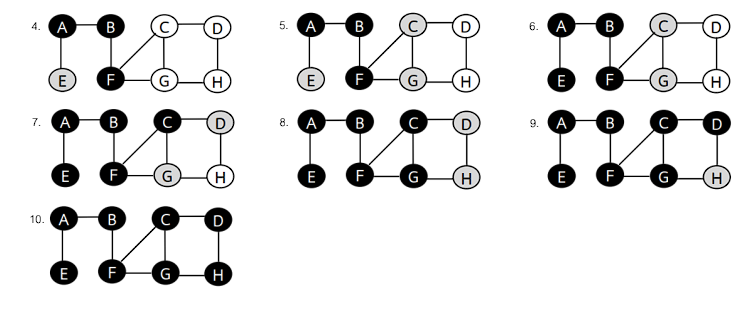 4. A B C D
E F G H
5. A B C D
E F G H
6. A B C D
E F G H
7. A B C D
E F G H
8. A B C D
E F G H
9. A B C D
E F G H
10. A B C D
E F G H